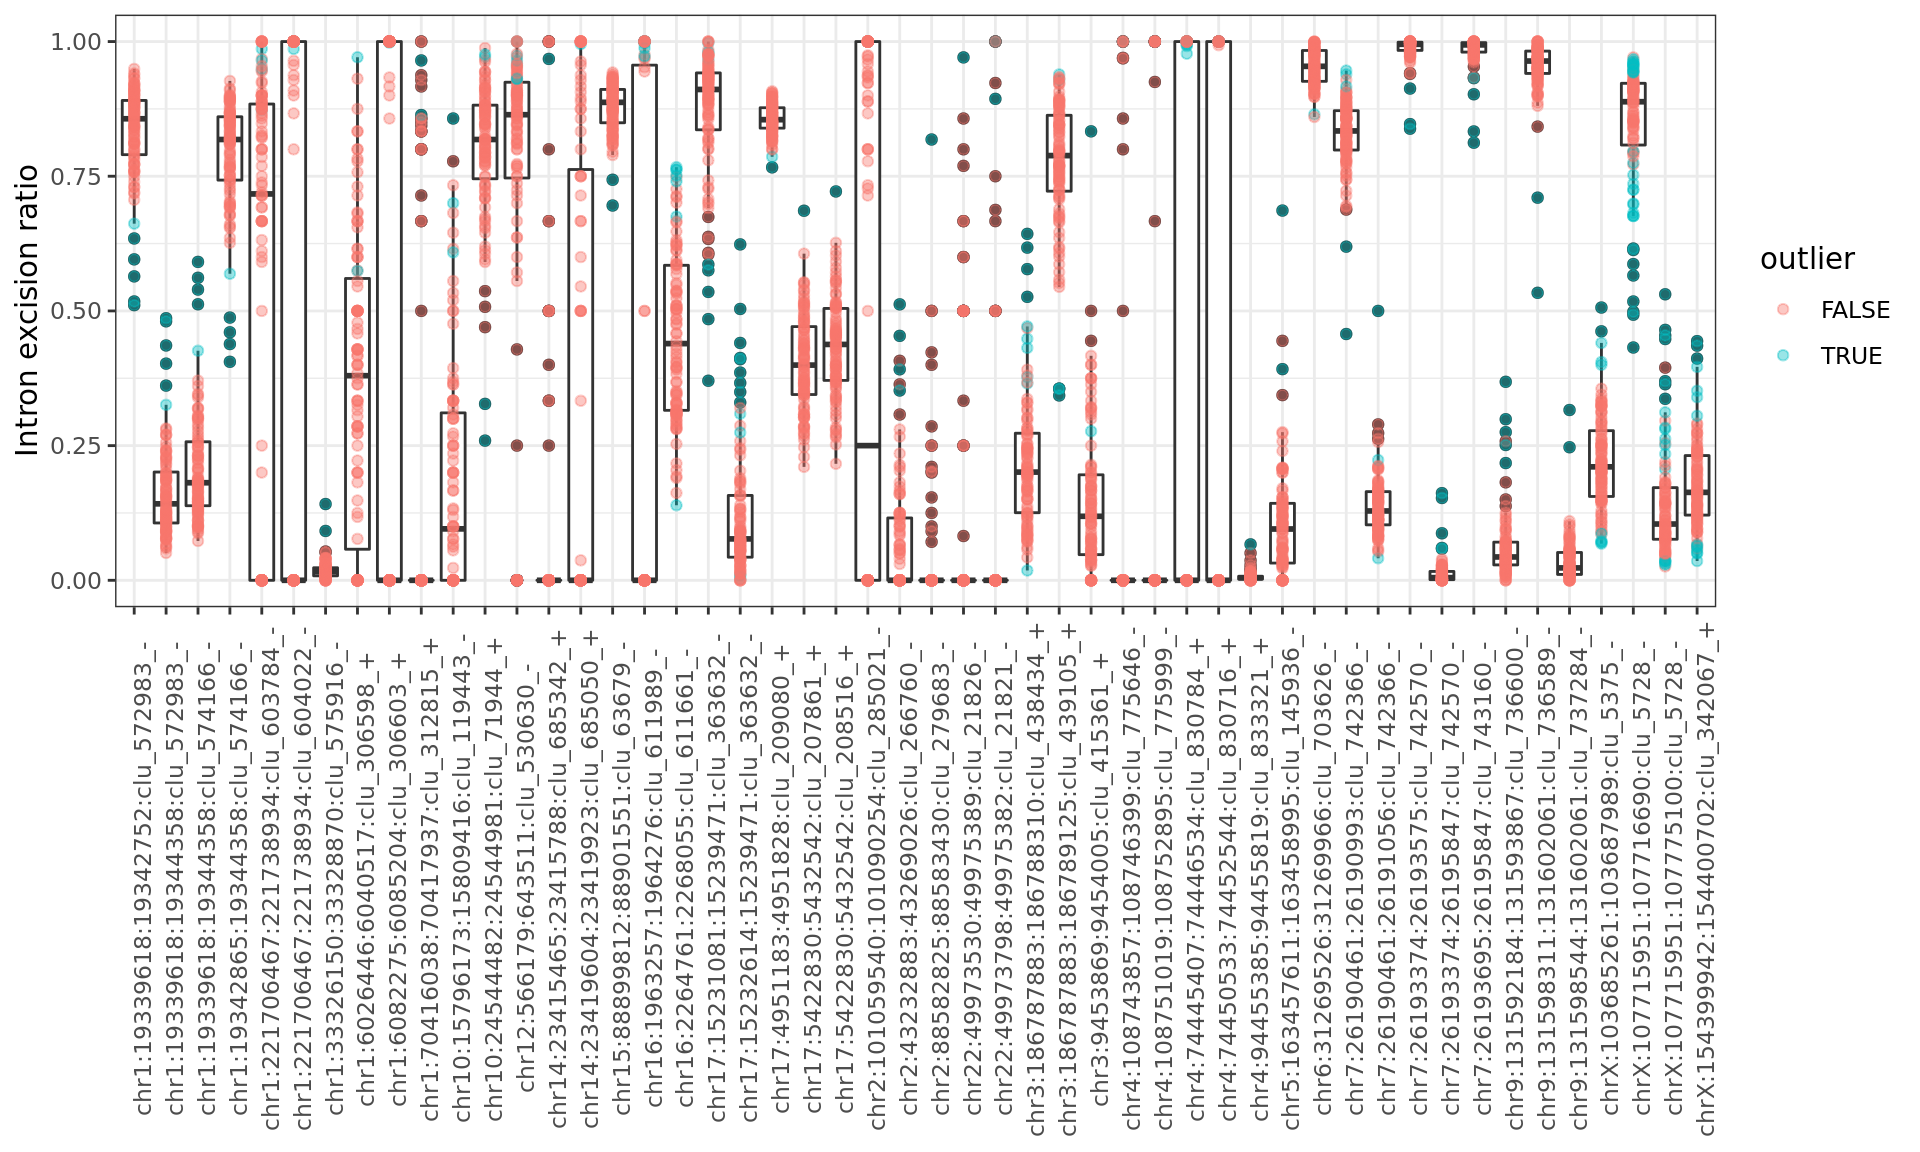 Intron excision ratio
1.00
0.75
0.50
0.25
0.00
outlier
FALSE
TRUE
chr1:19339618:19342752:clu_572983_-
chr1:19339618:19344358:clu_572983_-
chr1:19339618:19344358:clu_574166_-
chr1:19342865:19344358:clu_574166_-
chr1:221706467:221738934:clu_603784_-
chr1:221706467:221738934:clu_604022_-
chr1:33326150:33328870:clu_575916_-
chr1:6026446:6040517:clu_306598_+
chr1:6082275:6085204:clu_306603_+
chr1:70416038:70417937:clu_312815_+
chr10:15796173:15809416:clu_119443_-
chr10:24544482:24544981:clu_71944_+
chr12:566179:643511:clu_530630_-
chr14:23415465:23415788:clu_685342_+
chr14:23419604:23419923:clu_685050_+
chr15:88899812:88901551:clu_63679_-
chr16:1963257:1964276:clu_611989_-
chr16:2264761:2268055:clu_611661_-
chr17:15231081:15239471:clu_363632_-
chr17:15232614:15239471:clu_363632_-
chr17:4951183:4951828:clu_209080_+
chr17:5422830:5432542:clu_207861_+
chr17:5422830:5432542:clu_208516_+
chr2:101059540:101090254:clu_285021_-
chr2:43232883:43269026:clu_266760_-
chr2:88582825:88583430:clu_279683_-
chr22:49973530:49975389:clu_21826_-
chr22:49973798:49975382:clu_21821_-
chr3:186787883:186788310:clu_438434_+
chr3:186787883:186789125:clu_439105_+
chr3:9453869:9454005:clu_415361_+
chr4:108743857:108746399:clu_775646_-
chr4:108751019:108752895:clu_775999_-
chr4:74445407:74446534:clu_830784_+
chr4:74450533:74452544:clu_830716_+
chr4:94455385:94455819:clu_833321_+
chr5:163457611:163458995:clu_145936_-
chr6:31269526:31269966:clu_703626_-
chr7:26190461:26191093:clu_742366_-
chr7:26190461:26191056:clu_742366_-
chr7:26193374:26193575:clu_742570_-
chr7:26193374:26195847:clu_742570_-
chr7:26193695:26195847:clu_743160_-
chr9:131592184:131593867:clu_736600_-
chr9:131598311:131602061:clu_736589_-
chr9:131598544:131602061:clu_737284_-
chrX:103685261:103687989:clu_5375_-
chrX:107715951:107716690:clu_5728_-
chrX:107715951:107775100:clu_5728_-
chrX:154399942:154400702:clu_342067_+